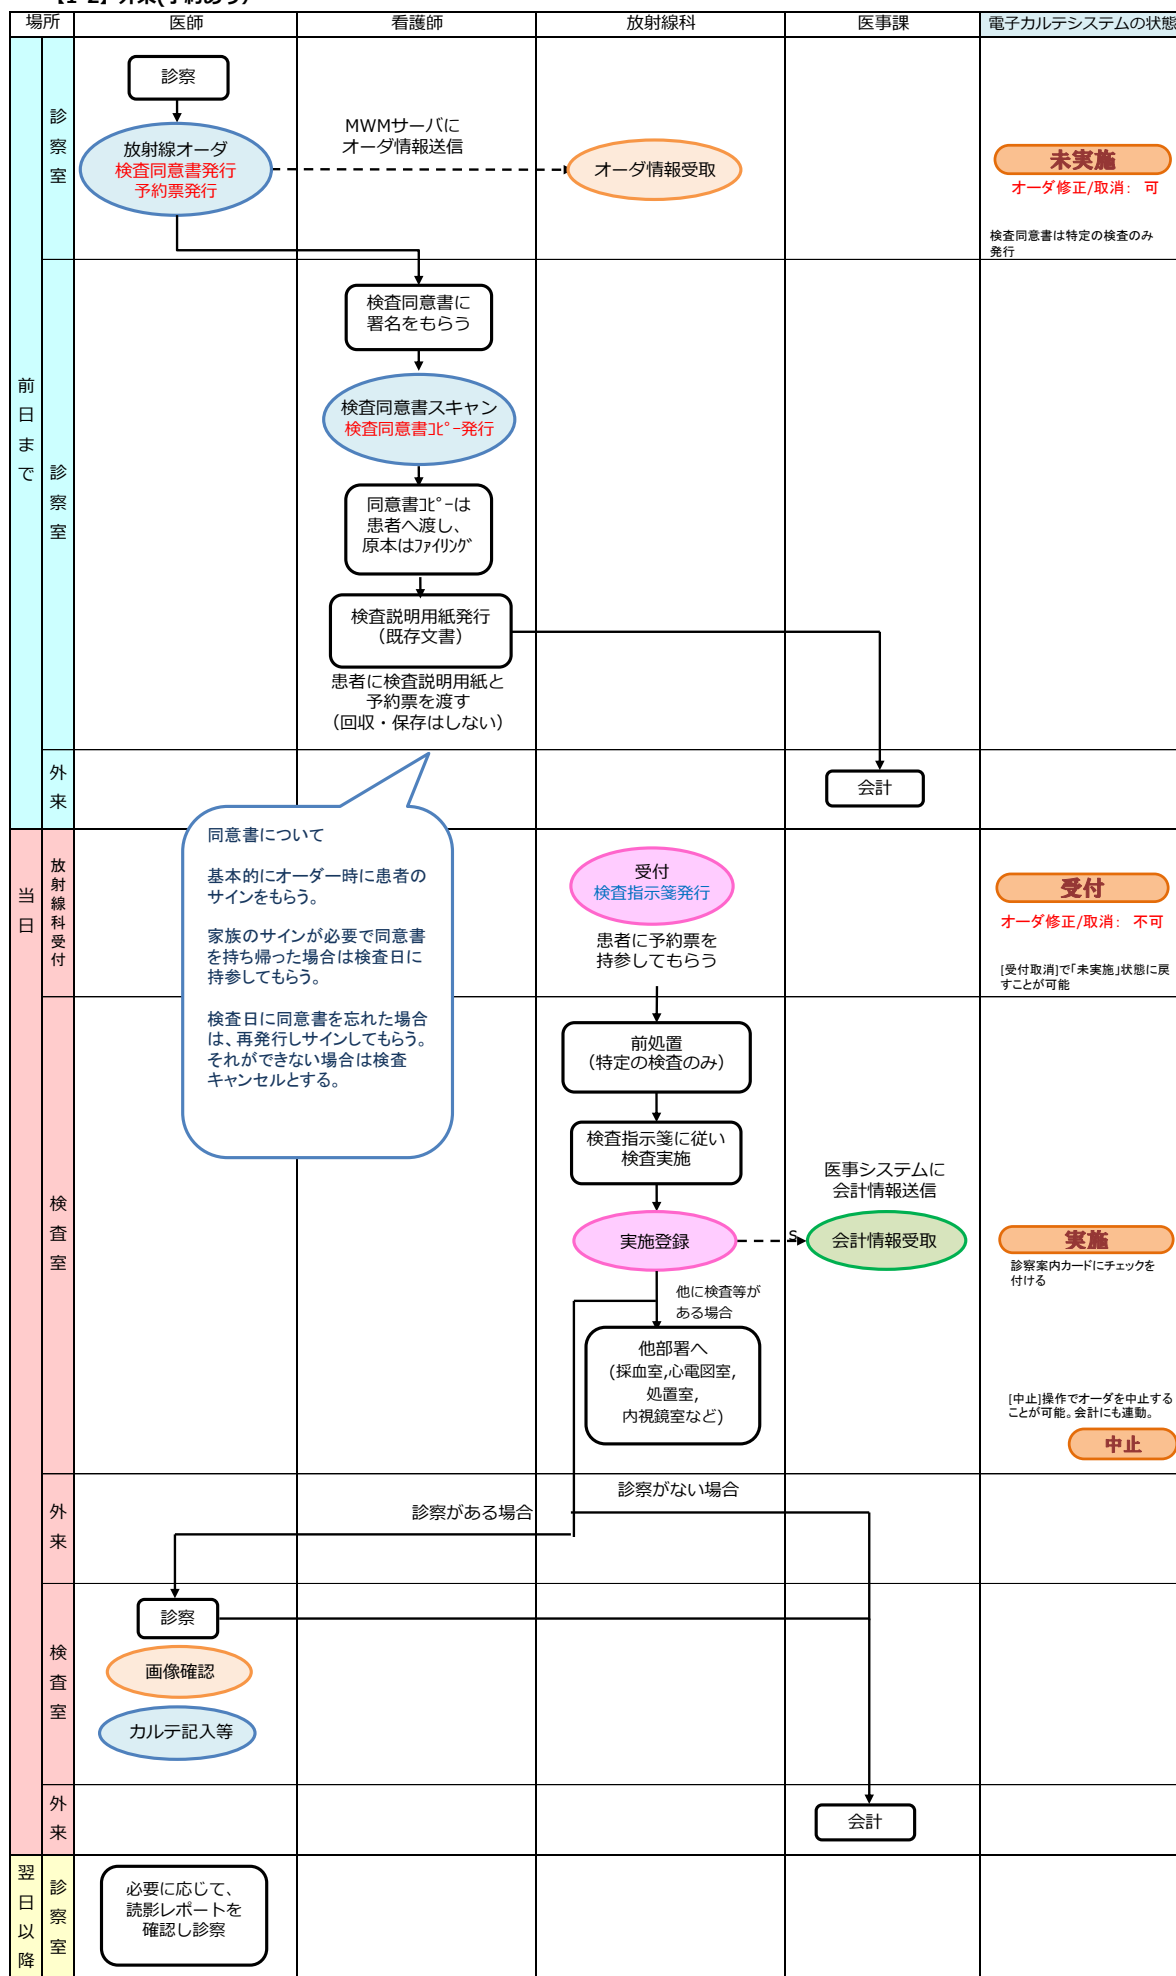 【1-2】外来(予約あり)
場所
医師
看護師
放射線科
医事課
電子カルテシステムの状態
前日まで
診察室
診察
放射線オーダ
検査同意書発行
予約票発行
MWMサーバに
オーダ情報送信
オーダ情報受取
未実施
オーダ修正/取消: 可
検査同意書は特定の検査のみ
発行
診察室
検査同意書に
署名をもらう
検査同意書スキャン
検査同意書ｺﾋﾟｰ発行
同意書ｺﾋﾟｰは
患者へ渡し、
原本はﾌｧｲﾘﾝｸﾞ
検査説明用紙発行
(既存文書)
患者に検査説明用紙と
予約票を渡す
(回収・保存はしない)
外来
会計
同意書について
基本的にオーダー時に患者の
サインをもらう。
家族のサインが必要で同意書
を持ち帰った場合は検査日に
持参してもらう。
検査日に同意書を忘れた場合
は、再発行しサインしてもらう。
それができない場合は検査
キャンセルとする。
当日
放射線科受付
受付
検査指示箋発行
患者に予約票を
持参してもらう
受付
オーダ修正/取消: 不可
[受付取消]で「未実施」状態に戻
すことが可能
検査室
前処置
(特定の検査のみ)
検査指示箋に従い
検査実施
医事システムに
会計情報送信
実施登録
S
会計情報受取
実施
診察案内カードにチェックを
付ける
他に検査等が
ある場合
他部署へ
(採血室,心電図室,
処置室,
内視鏡室など)
[中止]操作でオーダを中止する
ことが可能。会計にも連動。
中止
外来
診察がある場合
診察がない場合
検査室
診察
画像確認
カルテ記入等
外来
会計
翌日以降
診察室
必要に応じて、
読影レポートを
確認し診察